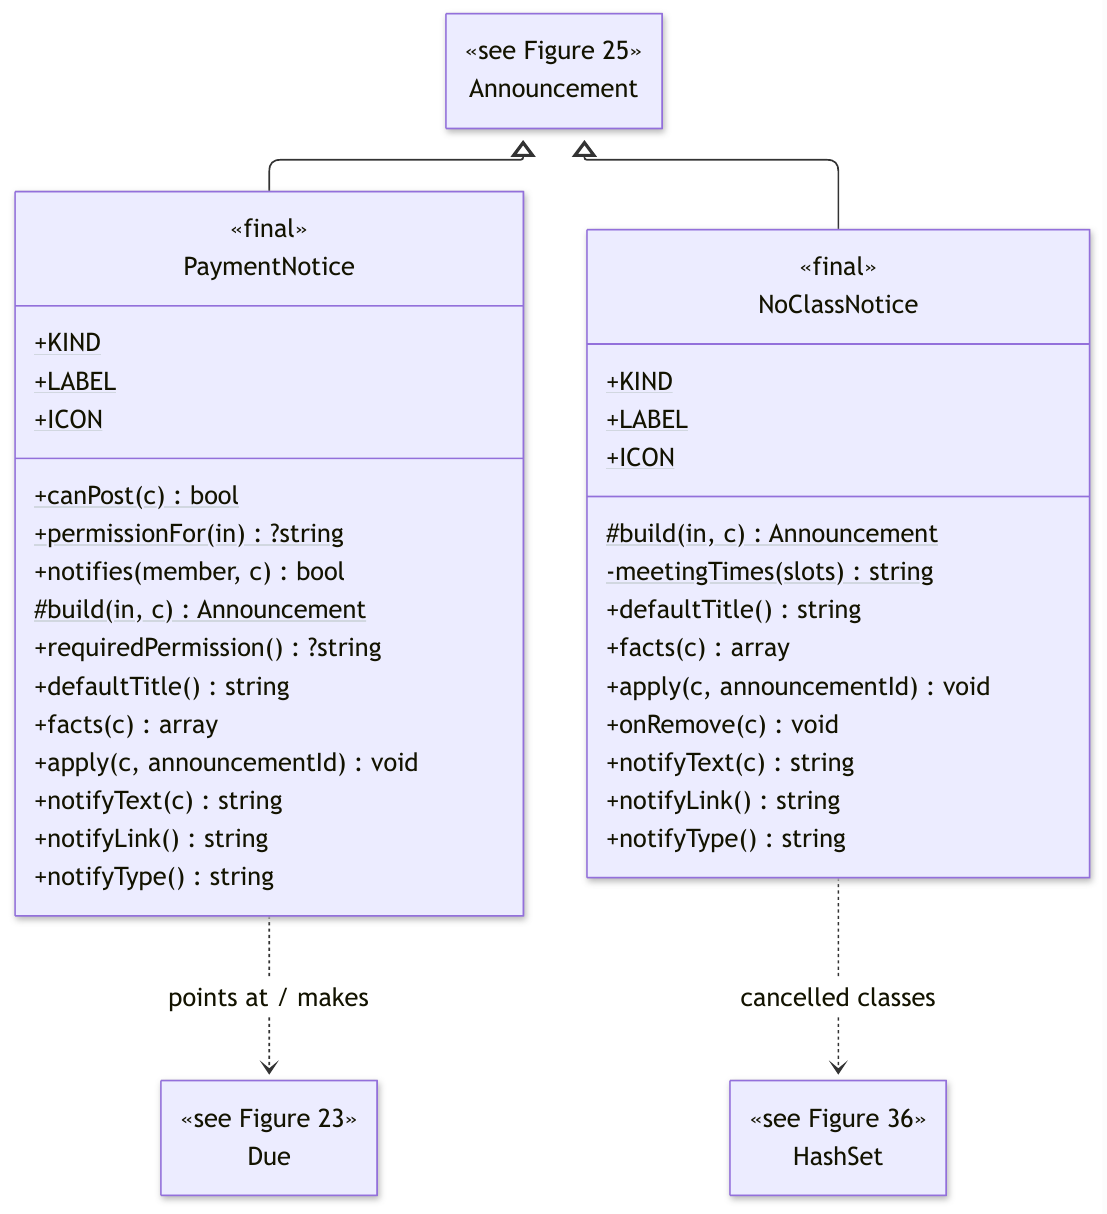 «see Figure 25»
Announcement
«final»
PaymentNotice
+KIND
+LABEL
+ICON
+canPost(c) : bool
+permissionFor(in) : ?string
+notifies(member, c) : bool
#build(in, c) : Announcement
+requiredPermission() : ?string
+defaultTitle() : string
+facts(c) : array
+apply(c, announcementId) : void
+notifyText(c) : string
+notifyLink() : string
+notifyType() : string
«final»
NoClassNotice
+KIND
+LABEL
+ICON
#build(in, c) : Announcement
-meetingTimes(slots) : string
+defaultTitle() : string
+facts(c) : array
+apply(c, announcementId) : void
+onRemove(c) : void
+notifyText(c) : string
+notifyLink() : string
+notifyType() : string
points at / makes
cancelled classes
«see Figure 23»
Due
«see Figure 36»
HashSet